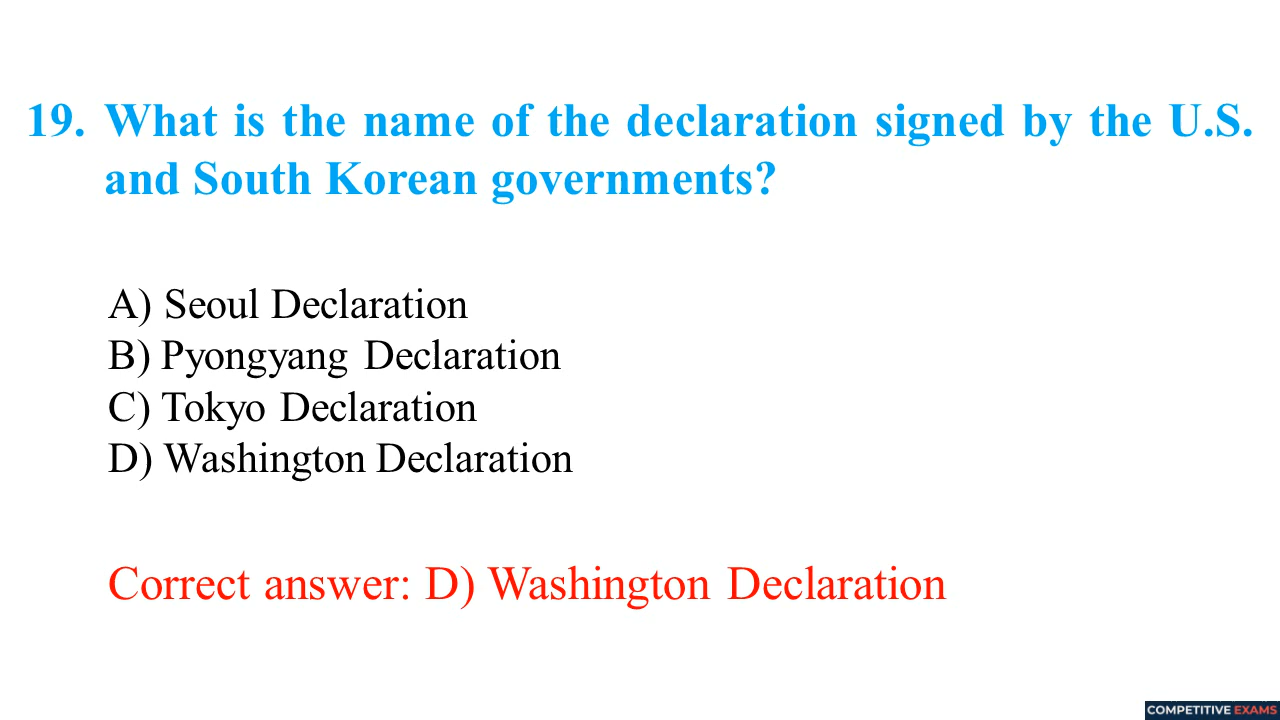 19. What is the name of the declaration signed by the U.S.
and South Korean governments?
A) Seoul Declaration
B) Pyongyang Declaration
C) Tokyo Declaration
D) Washington Declaration
Correct answer: D) Washington Declaration
COMPETITIVE EXAMS